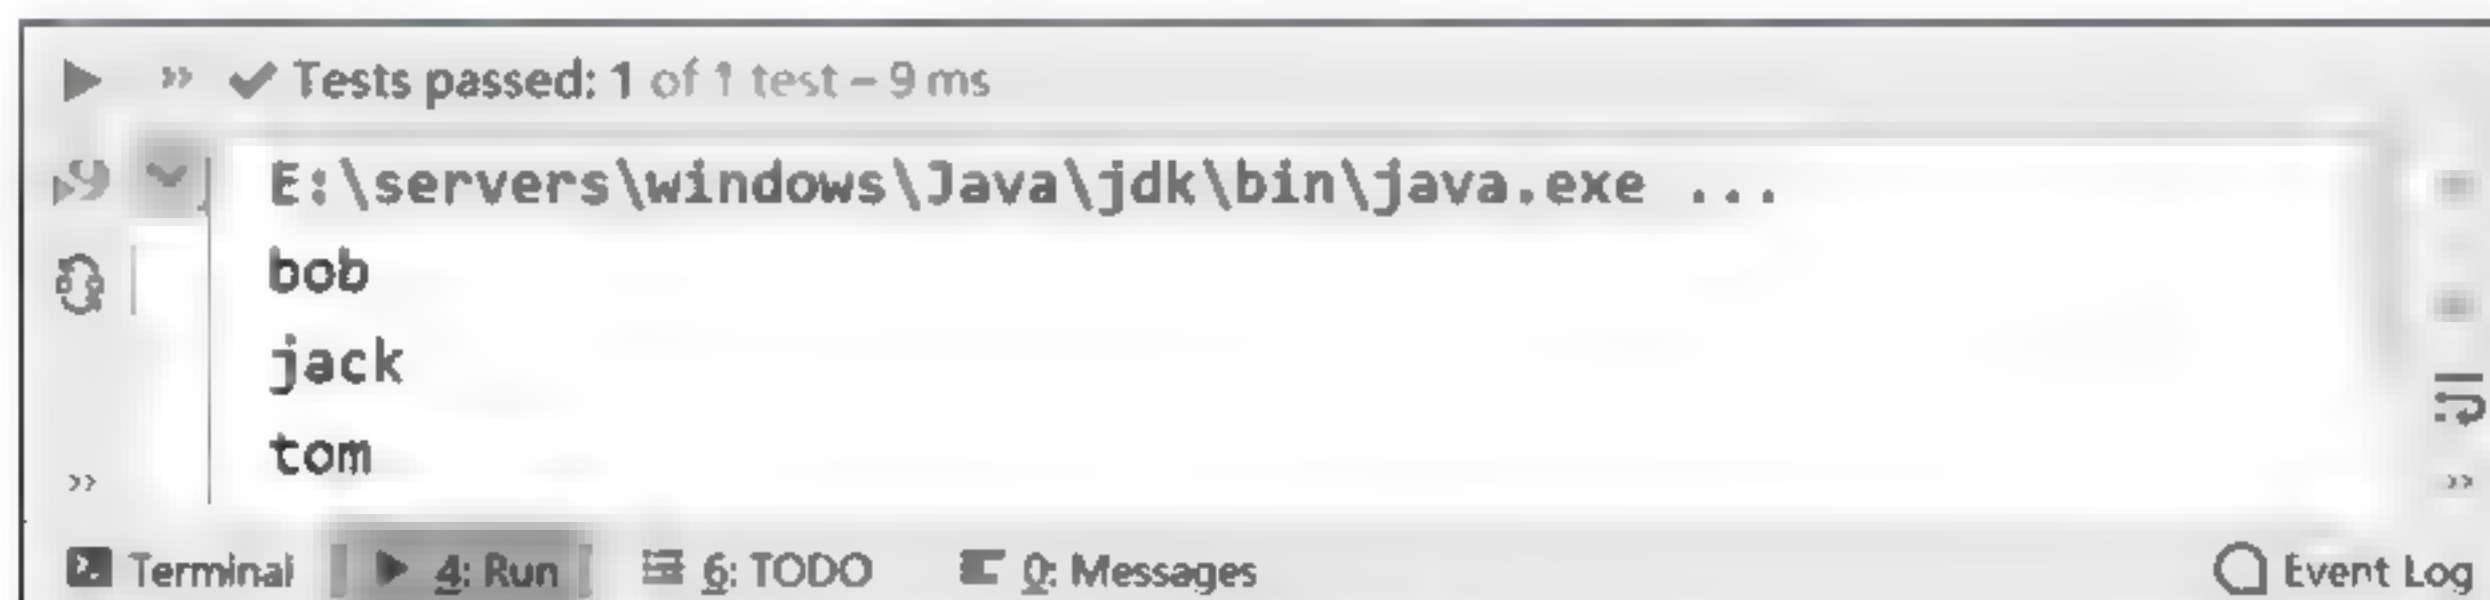 Tests passed: 1 of 1 test – 9 ms
E:\servers\windows\Java\jdk\bin\java.exe ...
bob
jack
tom
Terminal 4: Run 6: TODO 0: Messages Event Log